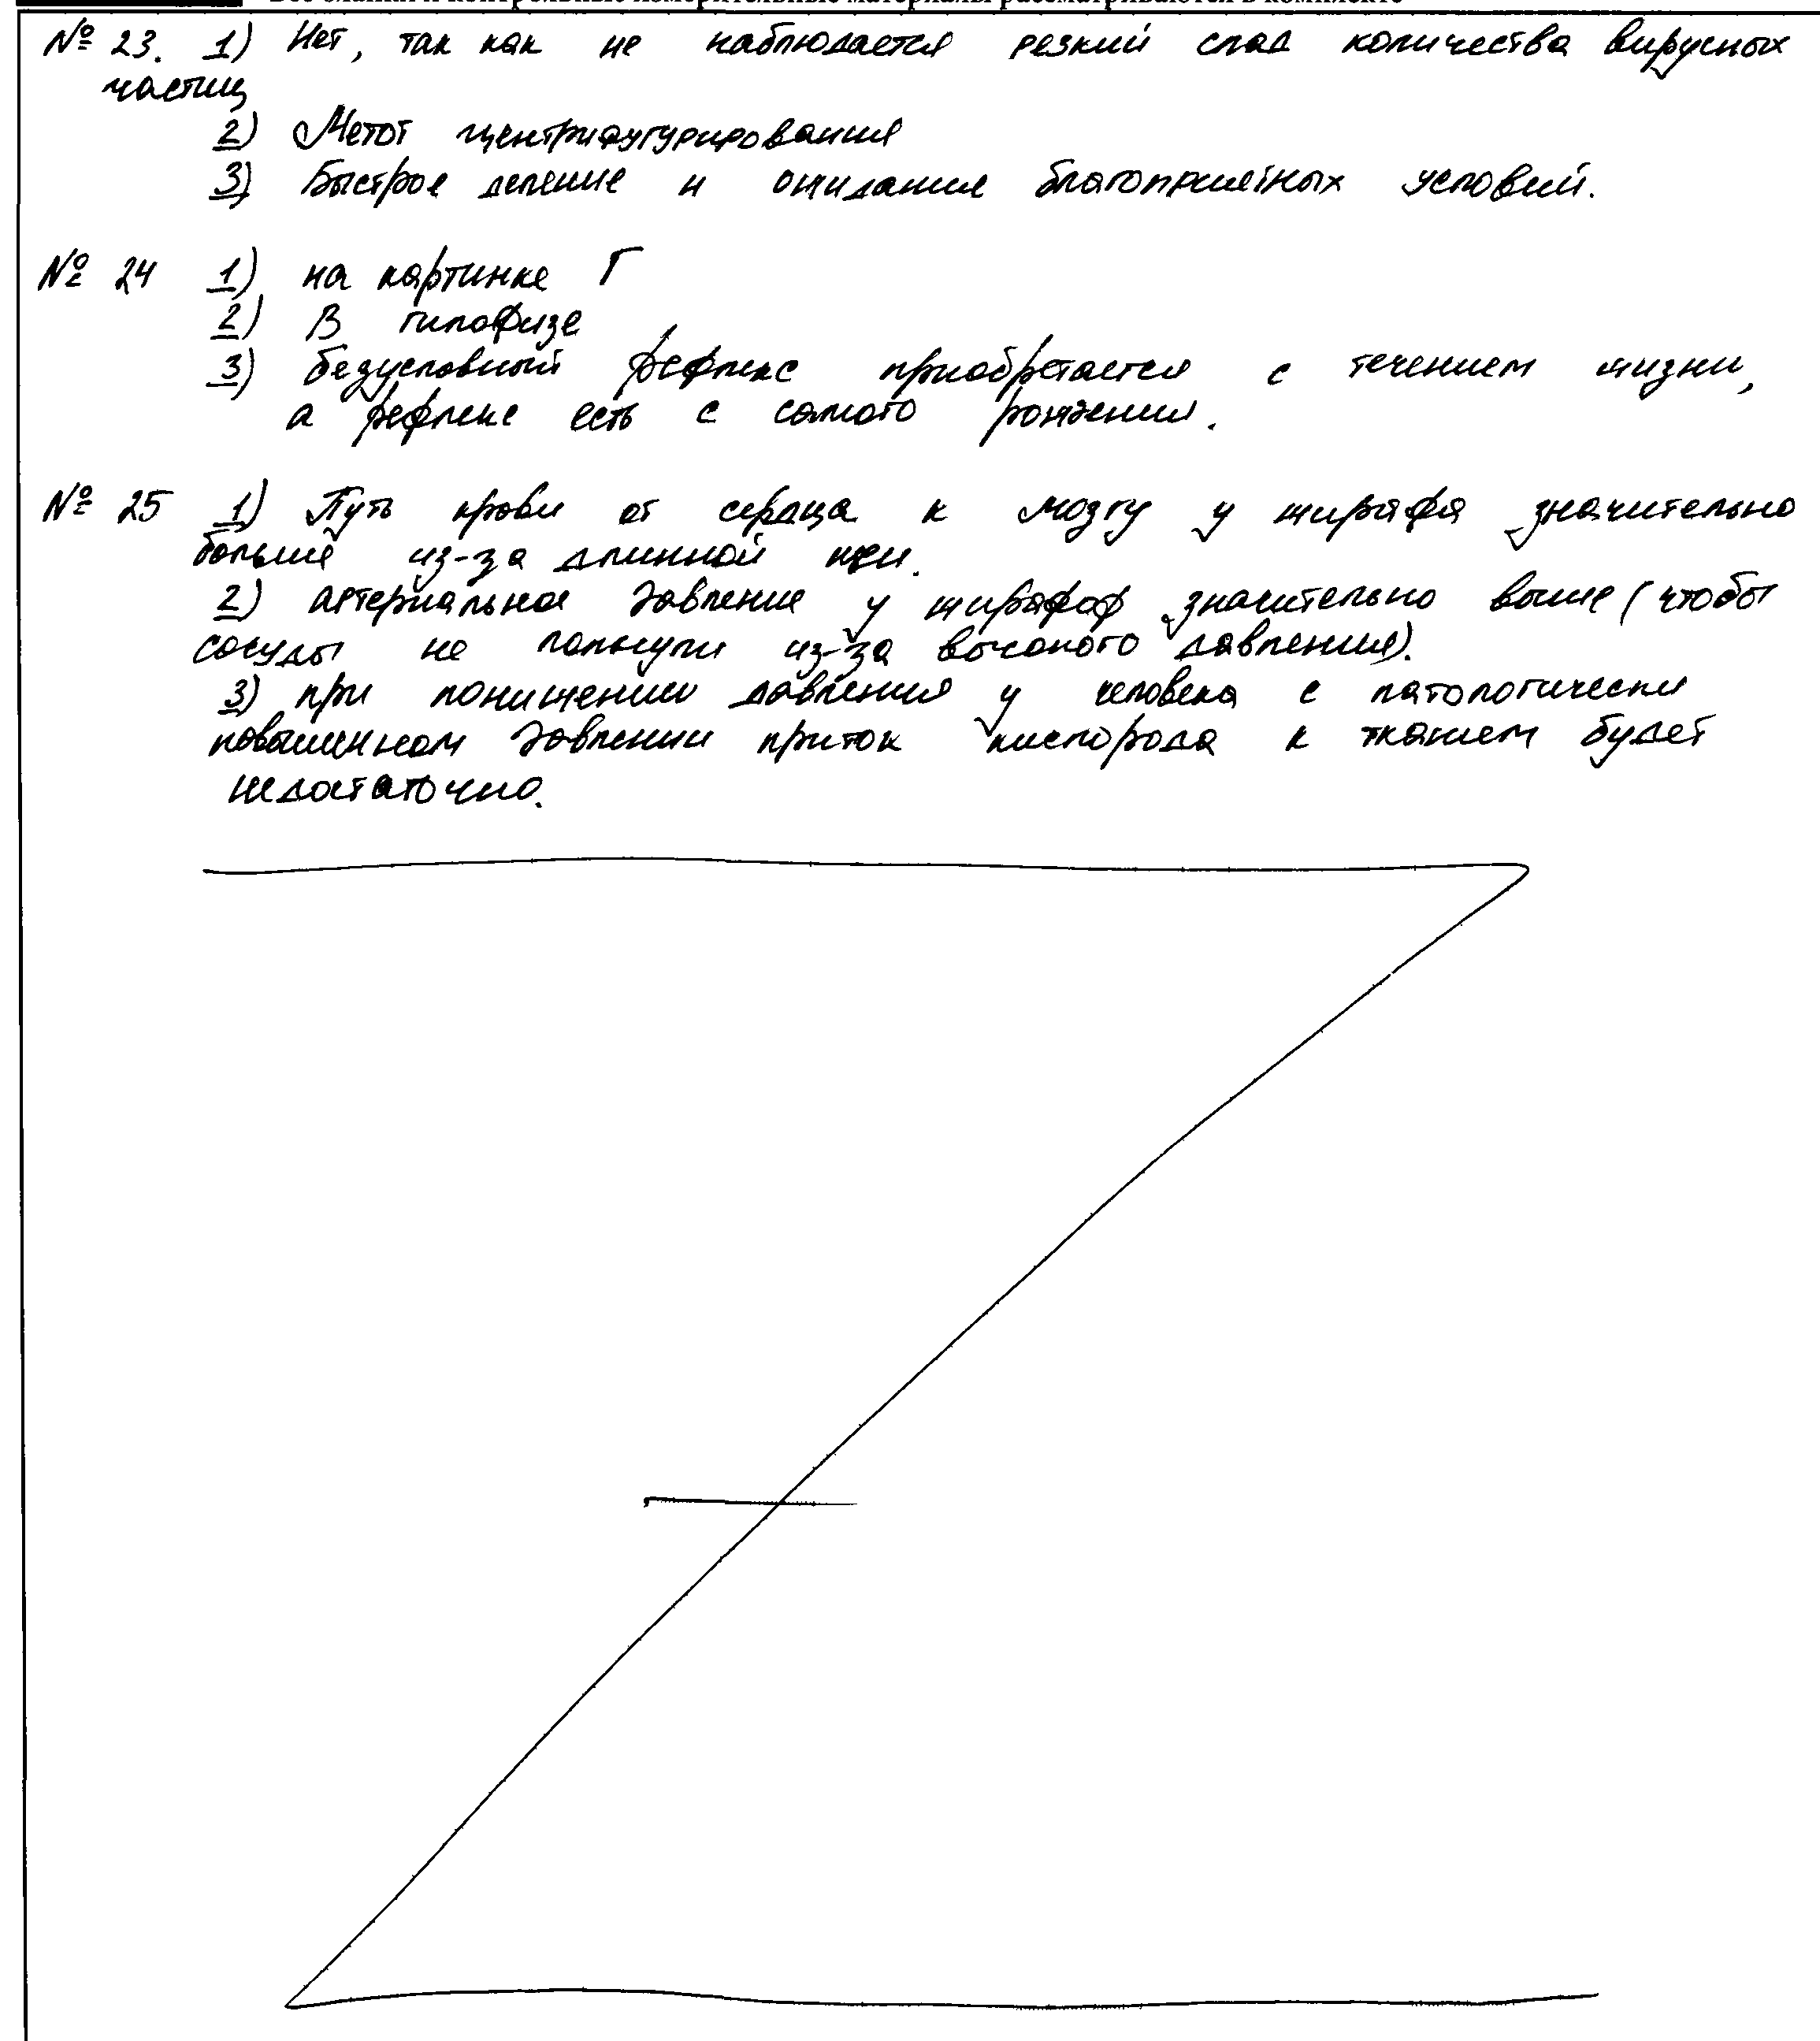 Все бланки и контрольные измерительные материалы рассматриваются в комплекте
№ 23. 1) Нет, так как не наблюдается резкий спад количества вирусных
частиц
2) Метот центрифугурирования
3) Быстрое деление и ожидание благоприятных условий.
№ 24 1) на картинке Г
2) В гипофизе
3) безусловный рефлекс приобретается с течением жизни,
а рефлекс есть с самого рождения.
№ 25 1) Путь крови от сердца к мозгу у жирафа значительно
больше из-за длинной шеи.
2) артериальное давление у жирафоф значительно выше (чтобы
сосуды не лопнули из-за высокого давления).
3) при понижении давления у человека с патологически
повышенном давлении приток кислорода к тканием будет
недостаточно.